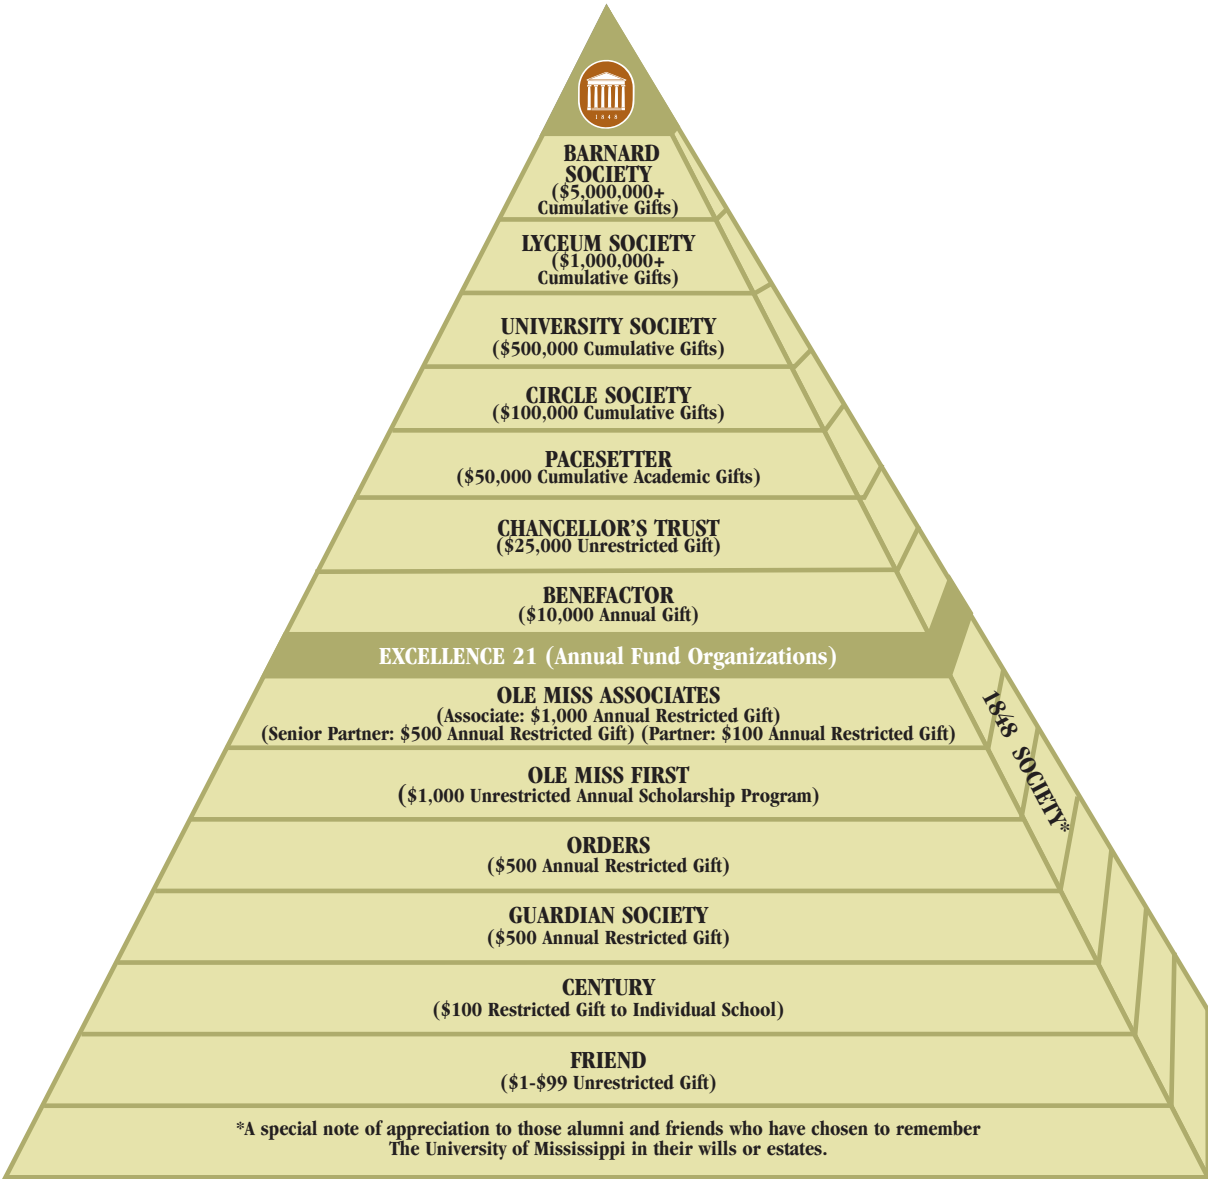 1848
BARNARD
SOCIETY
($5,000,000+
Cumulative Gifts)
LYCEUM SOCIETY
($1,000,000+
Cumulative Gifts)
UNIVERSITY SOCIETY
($500,000 Cumulative Gifts)
CIRCLE SOCIETY
($100,000 Cumulative Gifts)
PACESETTER
($50,000 Cumulative Academic Gifts)
CHANCELLOR’S TRUST
($25,000 Unrestricted Gift)
BENEFACTOR
($10,000 Annual Gift)
EXCELLENCE 21 (Annual Fund Organizations)
OLE MISS ASSOCIATES
(Associate: $1,000 Annual Restricted Gift)
(Senior Partner: $500 Annual Restricted Gift) (Partner: $100 Annual Restricted Gift)
OLE MISS FIRST
($1,000 Unrestricted Annual Scholarship Program)
ORDERS
($500 Annual Restricted Gift)
GUARDIAN SOCIETY
($500 Annual Restricted Gift)
CENTURY
($100 Restricted Gift to Individual School)
FRIEND
($1-$99 Unrestricted Gift)
1848 SOCIETY*
*A special note of appreciation to those alumni and friends who have chosen to remember
The University of Mississippi in their wills or estates.